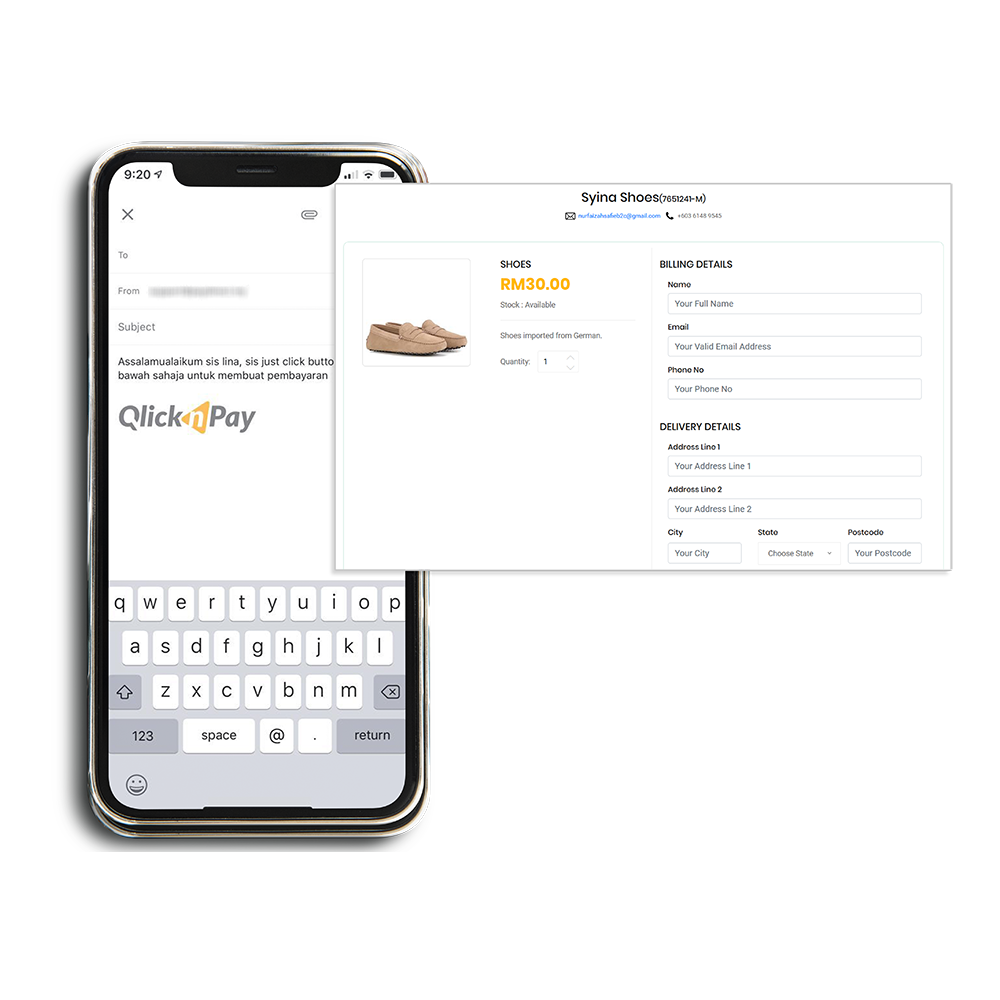 9:20
To
From
Subject
Assalamualaikum sis lina, sis just click butto
bawah sahaja untuk membuat pembayaran
QlicknPay
q w e r t y u i o p
a s d f g h j k l
z x c v b n m
123 space @ . return
Syina Shoes(7651241-M)
nurfaizahsafieb2c@gmail.com +603 6148 9545
SHOES
RM30.00
Stock : Available
Shoes imported from German.
Quantity: 1
BILLING DETAILS
Name
Your Full Name
Email
Your Valid Email Address
Phone No
Your Phone No
DELIVERY DETAILS
Address Line 1
Your Address Line 1
Address Line 2
Your Address Line 2
City State Postcode
Your City Choose State Your Postcode